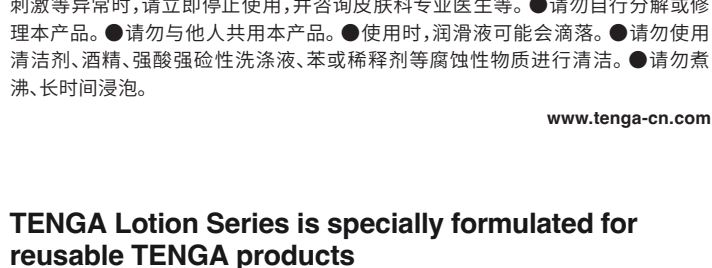 刺激等异常时,请立即停止使用,并咨询皮肤科专业医生等。●请勿自行分解或修
理本产品。●请勿与他人共用本产品。●使用时,润滑液可能会滴落。●请勿使用
清洁剂、酒精、强酸强硷性洗涤液、苯或稀释剂等腐蚀性物质进行清洁。●请勿煮
沸、长时间浸泡。
www.tenga-cn.com
TENGA Lotion Series is specially formulated for
reusable TENGA products